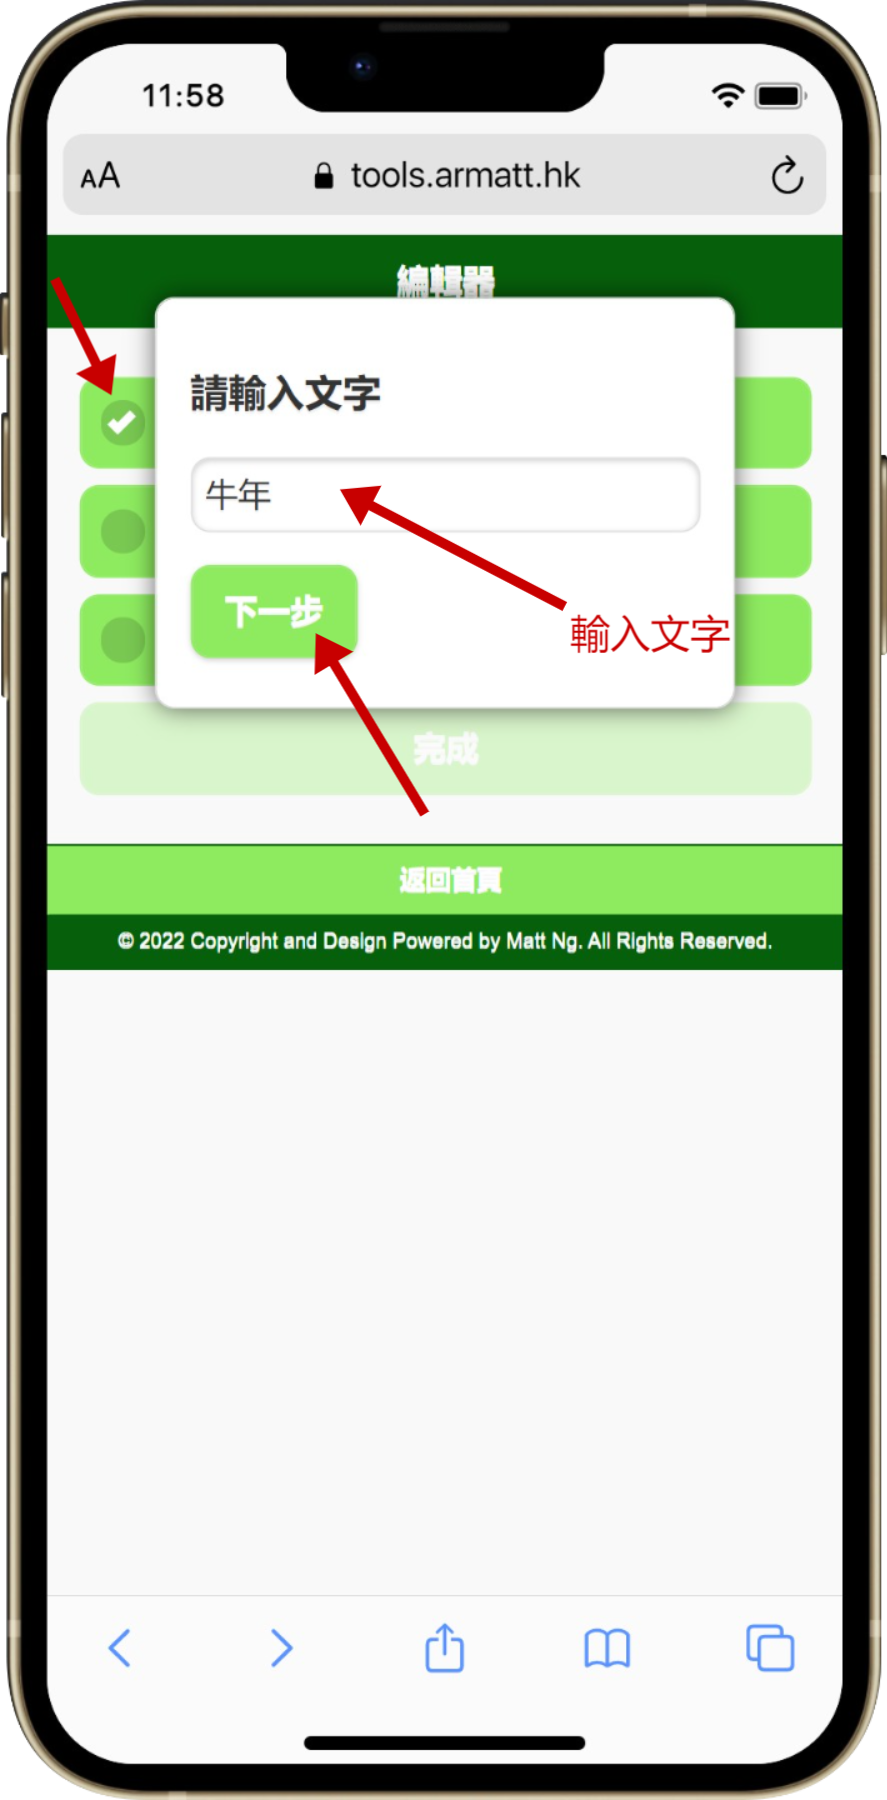 11:58
AA
tools.armatt.hk
編輯器
請輸入文字
牛年
下一步
輸入文字
完成
返回首頁
© 2022 Copyright and Design Powered by Matt Ng. All Rights Reserved.